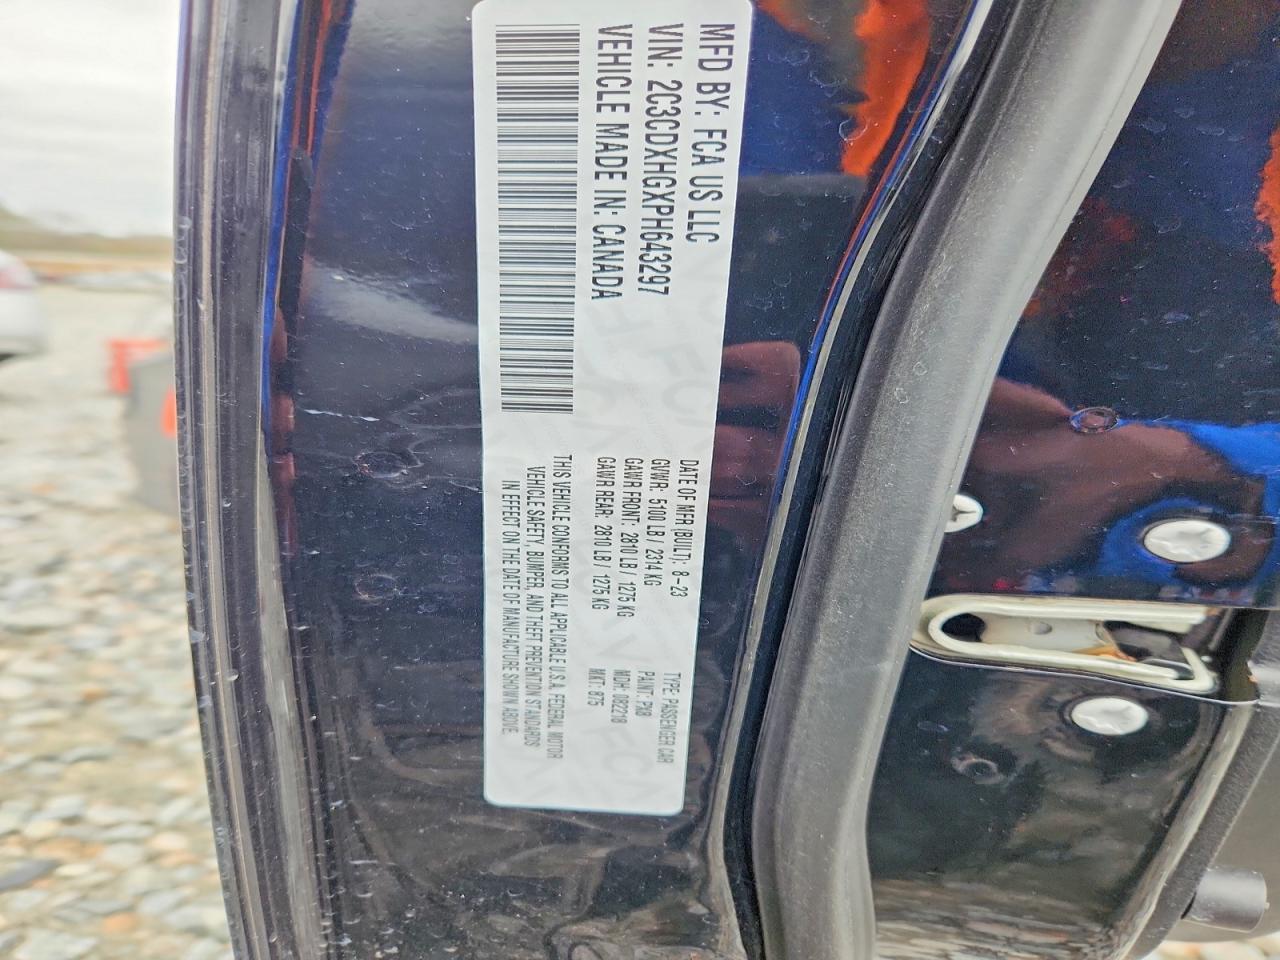 MFD BY: FCA US LLC
VIN: 2C3CDXHGXPH643297
VEHICLE MADE IN: CANADA
DATE OF MFR (BUILT): 8-23
GVWR: 5100 LB / 2314 KG
GAWR FRONT: 2810 LB / 1275 KG
GAWR REAR: 2810 LB / 1275 KG
THIS VEHICLE CONFORMS TO ALL APPLICABLE U.S.A. FEDERAL MOTOR
VEHICLE SAFETY, BUMPER, AND THEFT PREVENTION STANDARDS
IN EFFECT ON THE DATE OF MANUFACTURE SHOWN ABOVE.
TYPE: PASSENGER CAR
PAINT: PX8
MDH: 082218
MKT: 875